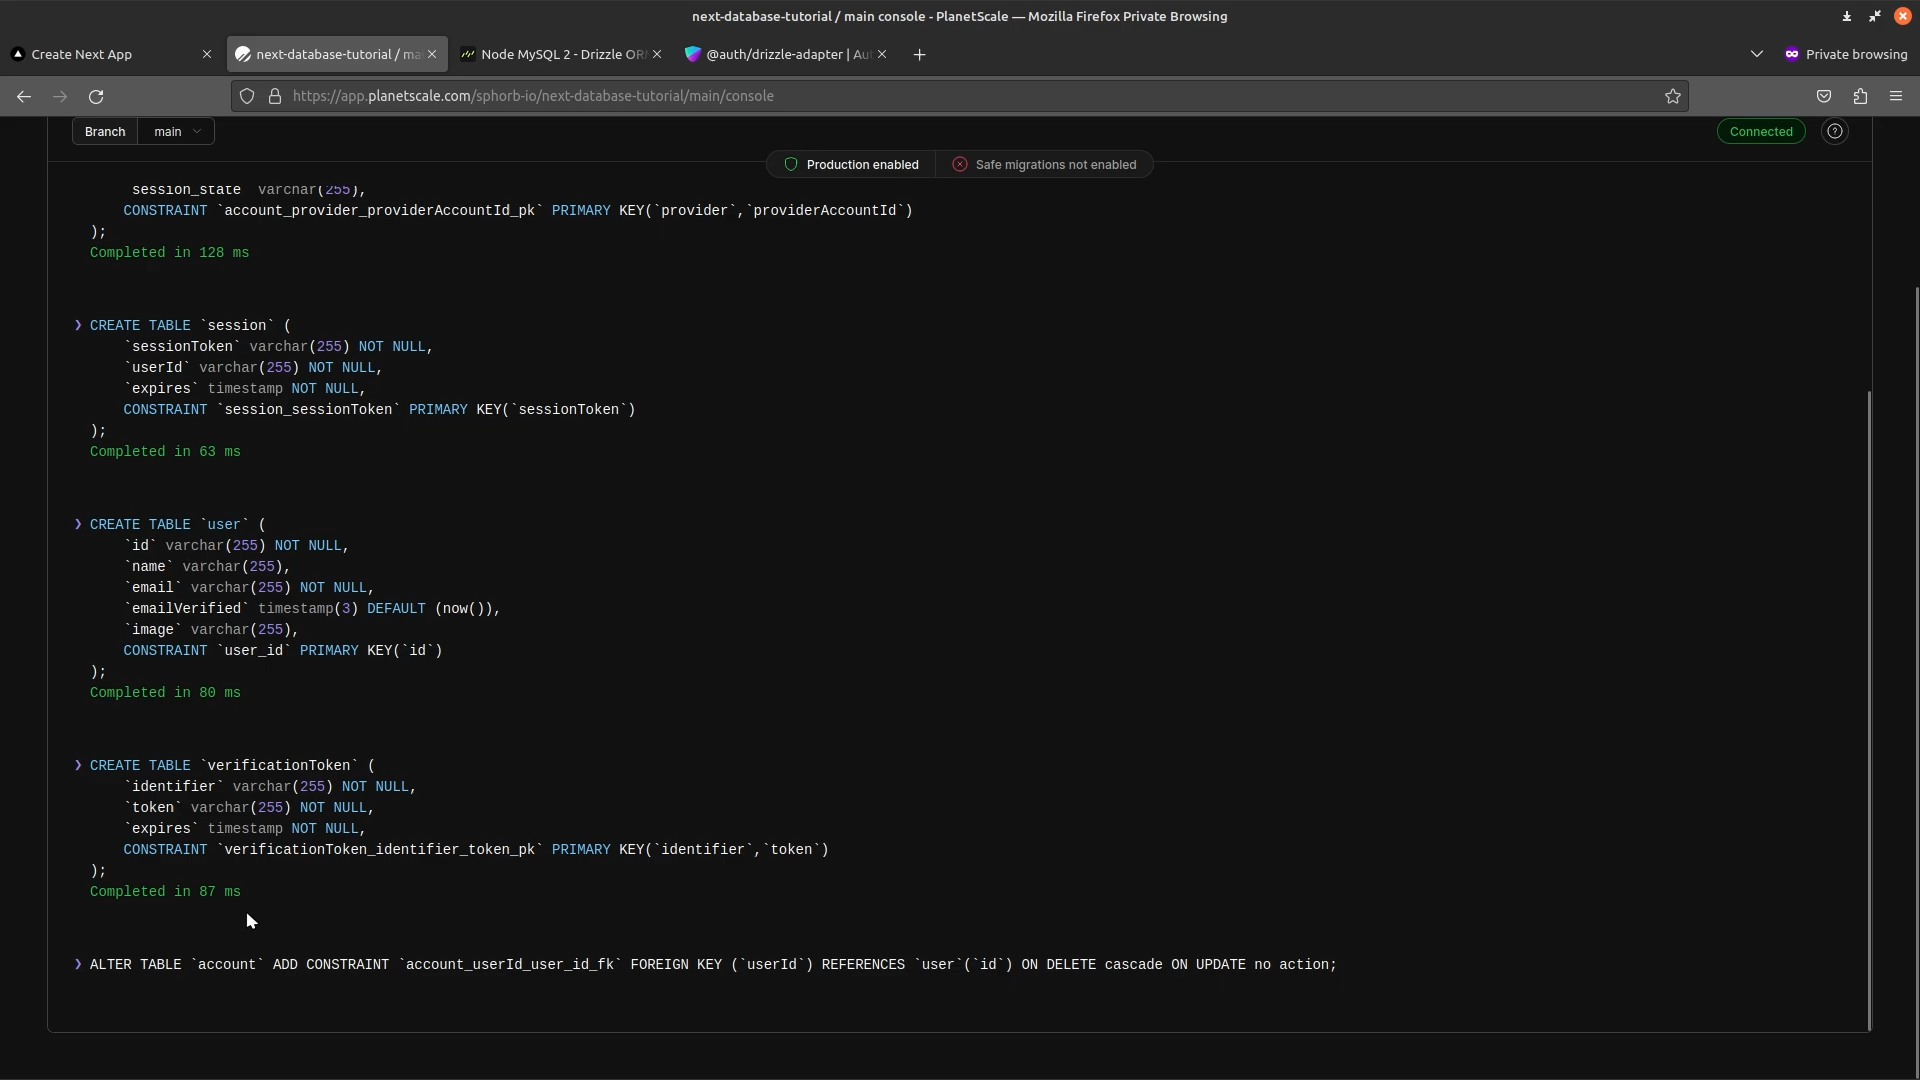 next-database-tutorial / main console - PlanetScale — Mozilla Firefox Private Browsing
Create Next App
next-database-tutorial / ma
Node MySQL 2 - Drizzle OR
@auth/drizzle-adapter | Au
Private browsing
https://app.planetscale.com/sphorb-io/next-database-tutorial/main/console
Branch main
Connected
Production enabled
Safe migrations not enabled
session_state varchar(255),
CONSTRAINT `account_provider_providerAccountId_pk` PRIMARY KEY(`provider`,`providerAccountId`)
);
Completed in 128 ms
❯ CREATE TABLE `session` (
`sessionToken` varchar(255) NOT NULL,
`userId` varchar(255) NOT NULL,
`expires` timestamp NOT NULL,
CONSTRAINT `session_sessionToken` PRIMARY KEY(`sessionToken`)
);
Completed in 63 ms
❯ CREATE TABLE `user` (
`id` varchar(255) NOT NULL,
`name` varchar(255),
`email` varchar(255) NOT NULL,
`emailVerified` timestamp(3) DEFAULT (now()),
`image` varchar(255),
CONSTRAINT `user_id` PRIMARY KEY(`id`)
);
Completed in 80 ms
❯ CREATE TABLE `verificationToken` (
`identifier` varchar(255) NOT NULL,
`token` varchar(255) NOT NULL,
`expires` timestamp NOT NULL,
CONSTRAINT `verificationToken_identifier_token_pk` PRIMARY KEY(`identifier`,`token`)
);
Completed in 87 ms
❯ ALTER TABLE `account` ADD CONSTRAINT `account_userId_user_id_fk` FOREIGN KEY (`userId`) REFERENCES `user`(`id`) ON DELETE cascade ON UPDATE no action;